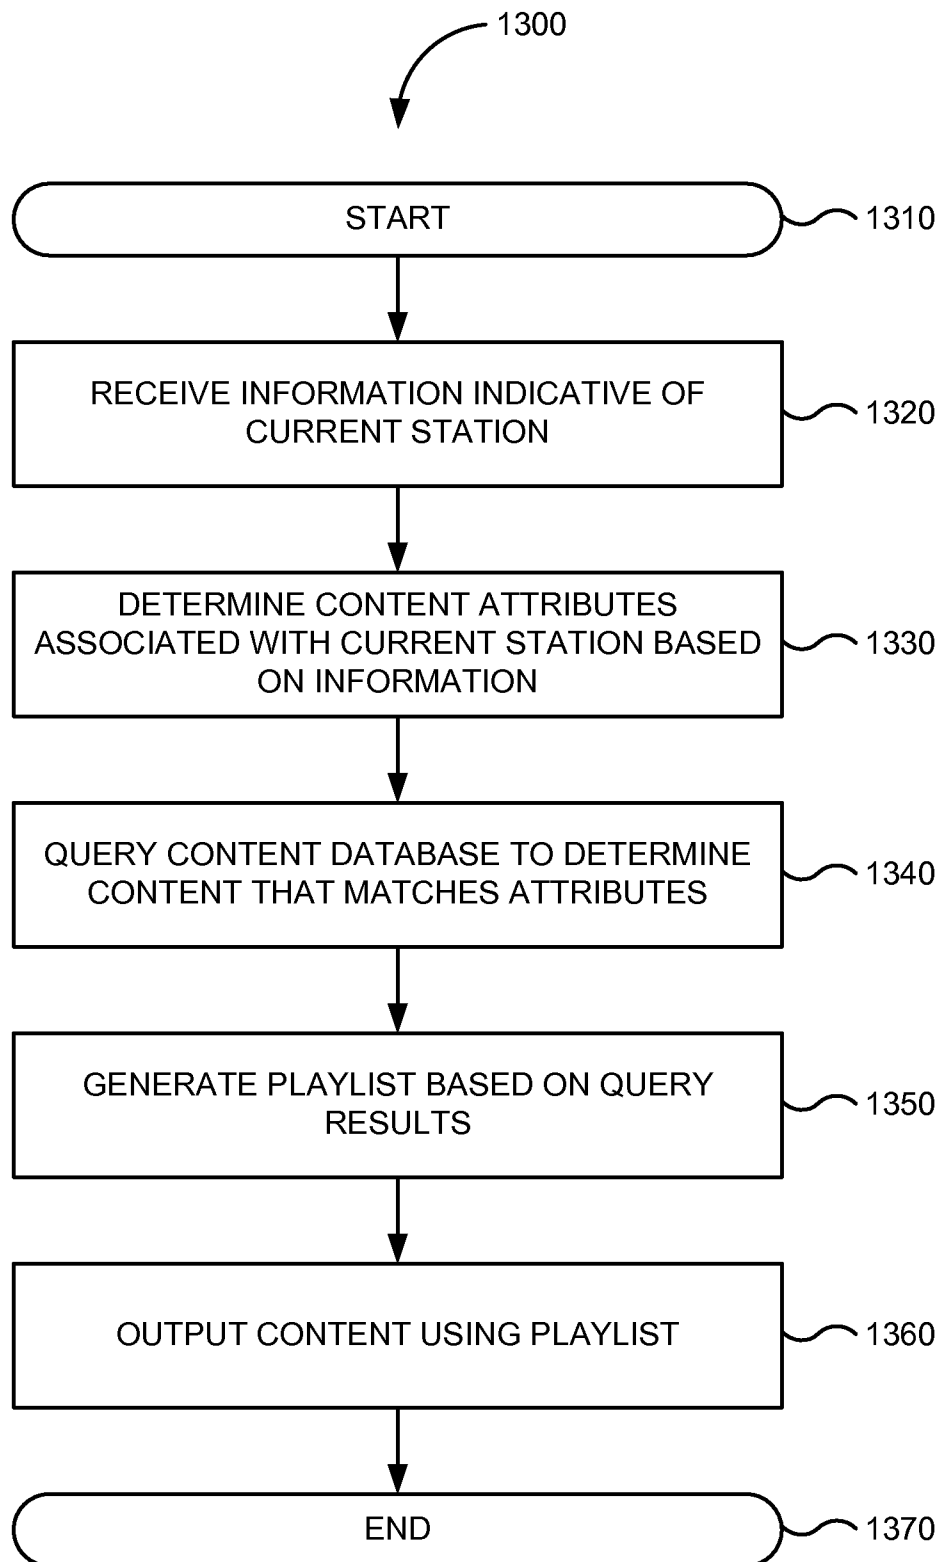 1300
START
1310
RECEIVE INFORMATION INDICATIVE OF
CURRENT STATION
1320
DETERMINE CONTENT ATTRIBUTES
ASSOCIATED WITH CURRENT STATION BASED
ON INFORMATION
1330
QUERY CONTENT DATABASE TO DETERMINE
CONTENT THAT MATCHES ATTRIBUTES
1340
GENERATE PLAYLIST BASED ON QUERY
RESULTS
1350
OUTPUT CONTENT USING PLAYLIST
1360
END
1370